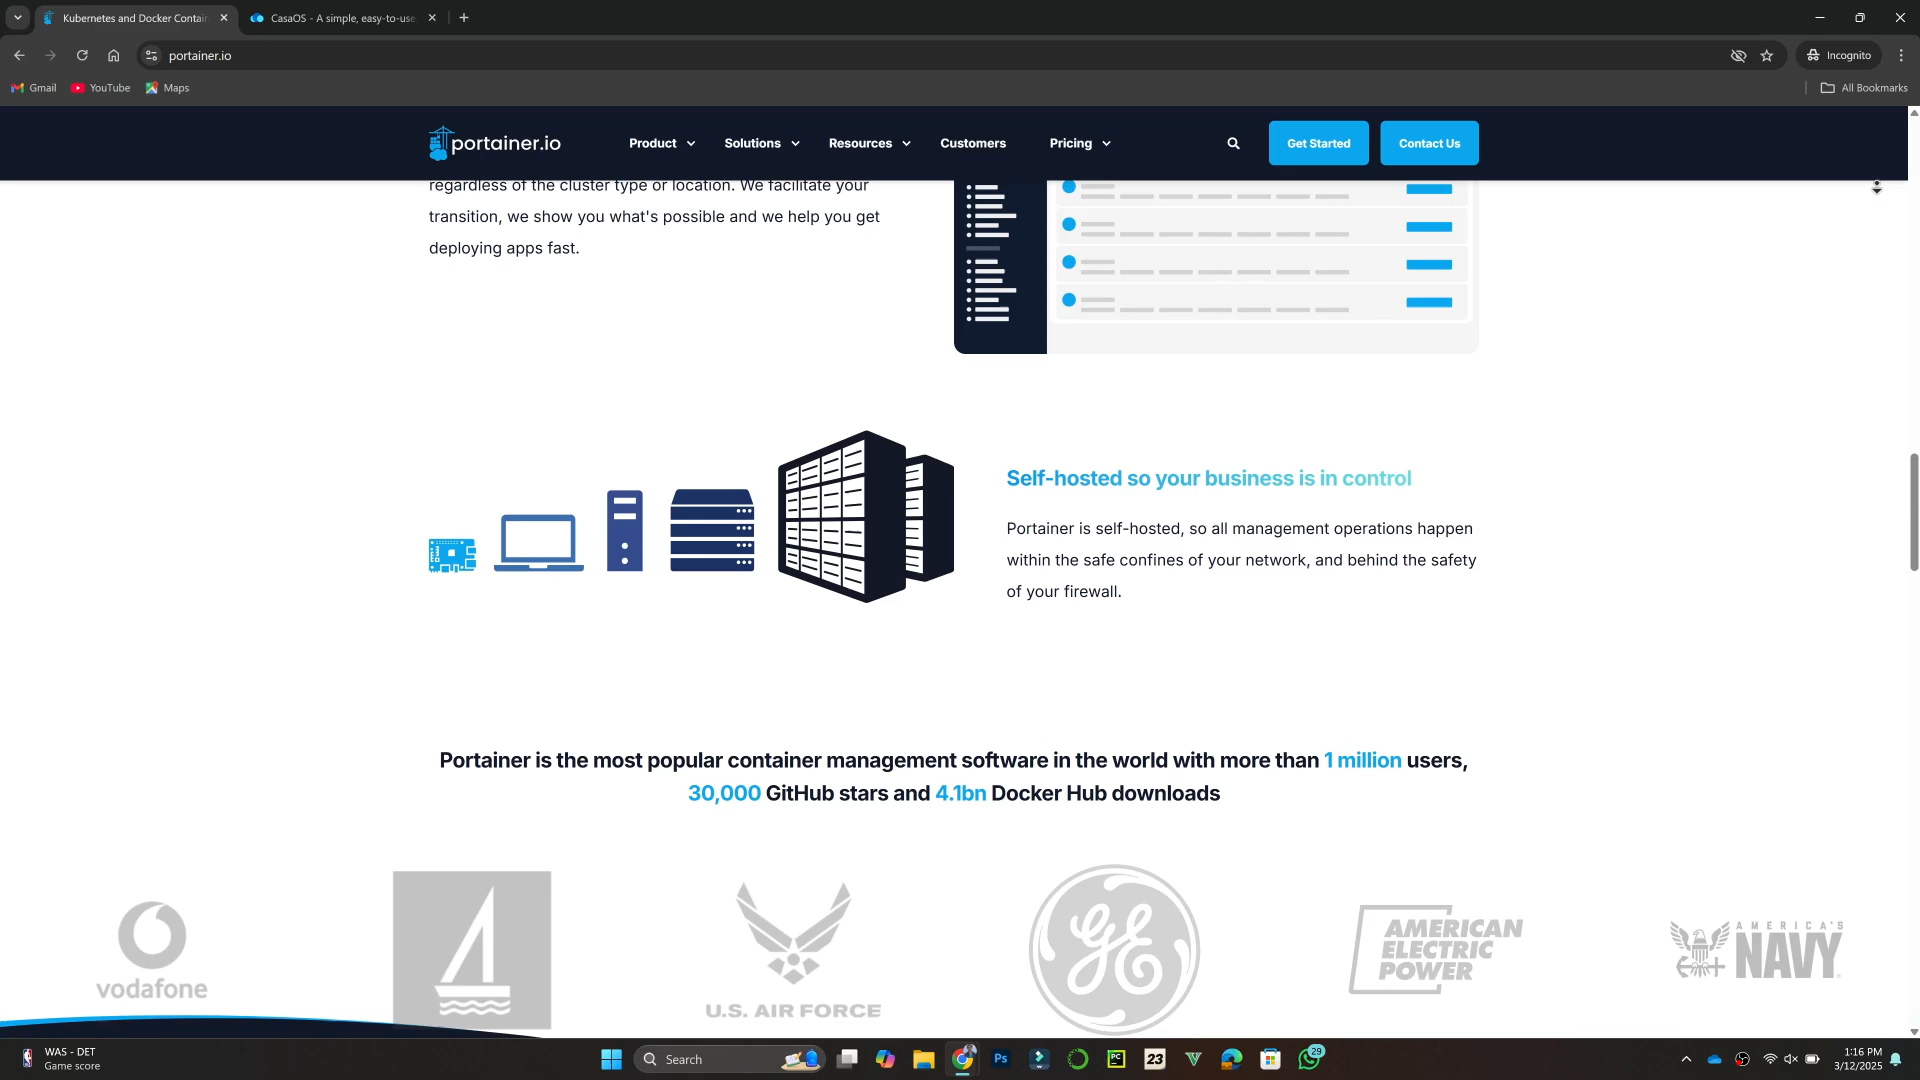 Kubernetes and Docker Contain
CasaOS - A simple, easy-to-use
portainer.io
Incognito
Gmail
YouTube
Maps
All Bookmarks
portainer.io
Product
Solutions
Resources
Customers
Pricing
Get Started
Contact Us
regardless of the cluster type or location. We facilitate your
transition, we show you what's possible and we help you get
deploying apps fast.
Self-hosted so your business is in control
Portainer is self-hosted, so all management operations happen
within the safe confines of your network, and behind the safety
of your firewall.
Portainer is the most popular container management software in the world with more than 1 million users,
30,000 GitHub stars and 4.1bn Docker Hub downloads
vodafone
U.S. AIR FORCE
GE
AMERICAN
ELECTRIC
POWER
AMERICA'S
NAVY
WAS - DET
Game score
Search
Ps
PC
23
29
1:16 PM
3/12/2025